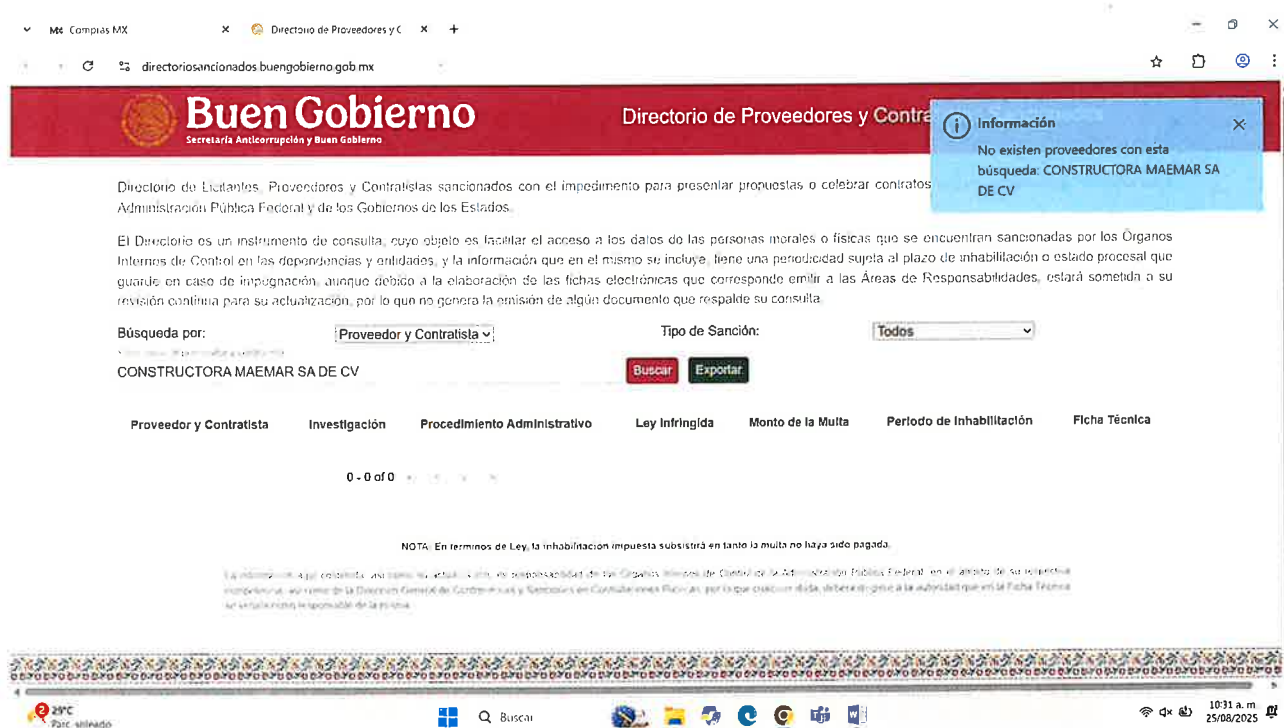 Mx Compras MX
Directorio de Proveedores y C
directoriosancionados.buengobierno.gob.mx
Buen Gobierno
Secretaría Anticorrupción y Buen Gobierno
Directorio de Proveedores y Contra
Información
No existen proveedores con esta
búsqueda: CONSTRUCTORA MAEMAR SA
DE CV
Directorio de Licitantes, Proveedores y Contratistas sancionados con el impedimento para presentar propuestas o celebrar contratos
Administración Pública Federal y de los Gobiernos de los Estados.
El Directorio es un instrumento de consulta, cuyo objeto es facilitar el acceso a los datos de las personas morales o físicas que se encuentran sancionadas por los Órganos
Internos de Control en las dependencias y entidades, y la información que en el mismo se incluye, tiene una periodicidad sujeta al plazo de inhabilitación o estado procesal que
guarde en caso de impugnación, aunque debido a la elaboración de las fichas electrónicas que corresponde emitir a las Áreas de Responsabilidades, estará sometida a su
revisión continua para su actualización, por lo que no genera la emisión de algún documento que respalde su consulta.
Búsqueda por: Proveedor y Contratista Tipo de Sanción: Todos
CONSTRUCTORA MAEMAR SA DE CV Buscar Exportar
Proveedor y Contratista Investigación Procedimiento Administrativo Ley Infringida Monto de la Multa Periodo de Inhabilitación Ficha Técnica
0 - 0 of 0
NOTA: En terminos de Ley, la inhabilitación impuesta subsistirá en tanto la multa no haya sido pagada.
2 29°C
Parc. soleado
Buscar
10:31 a. m.
25/08/2025